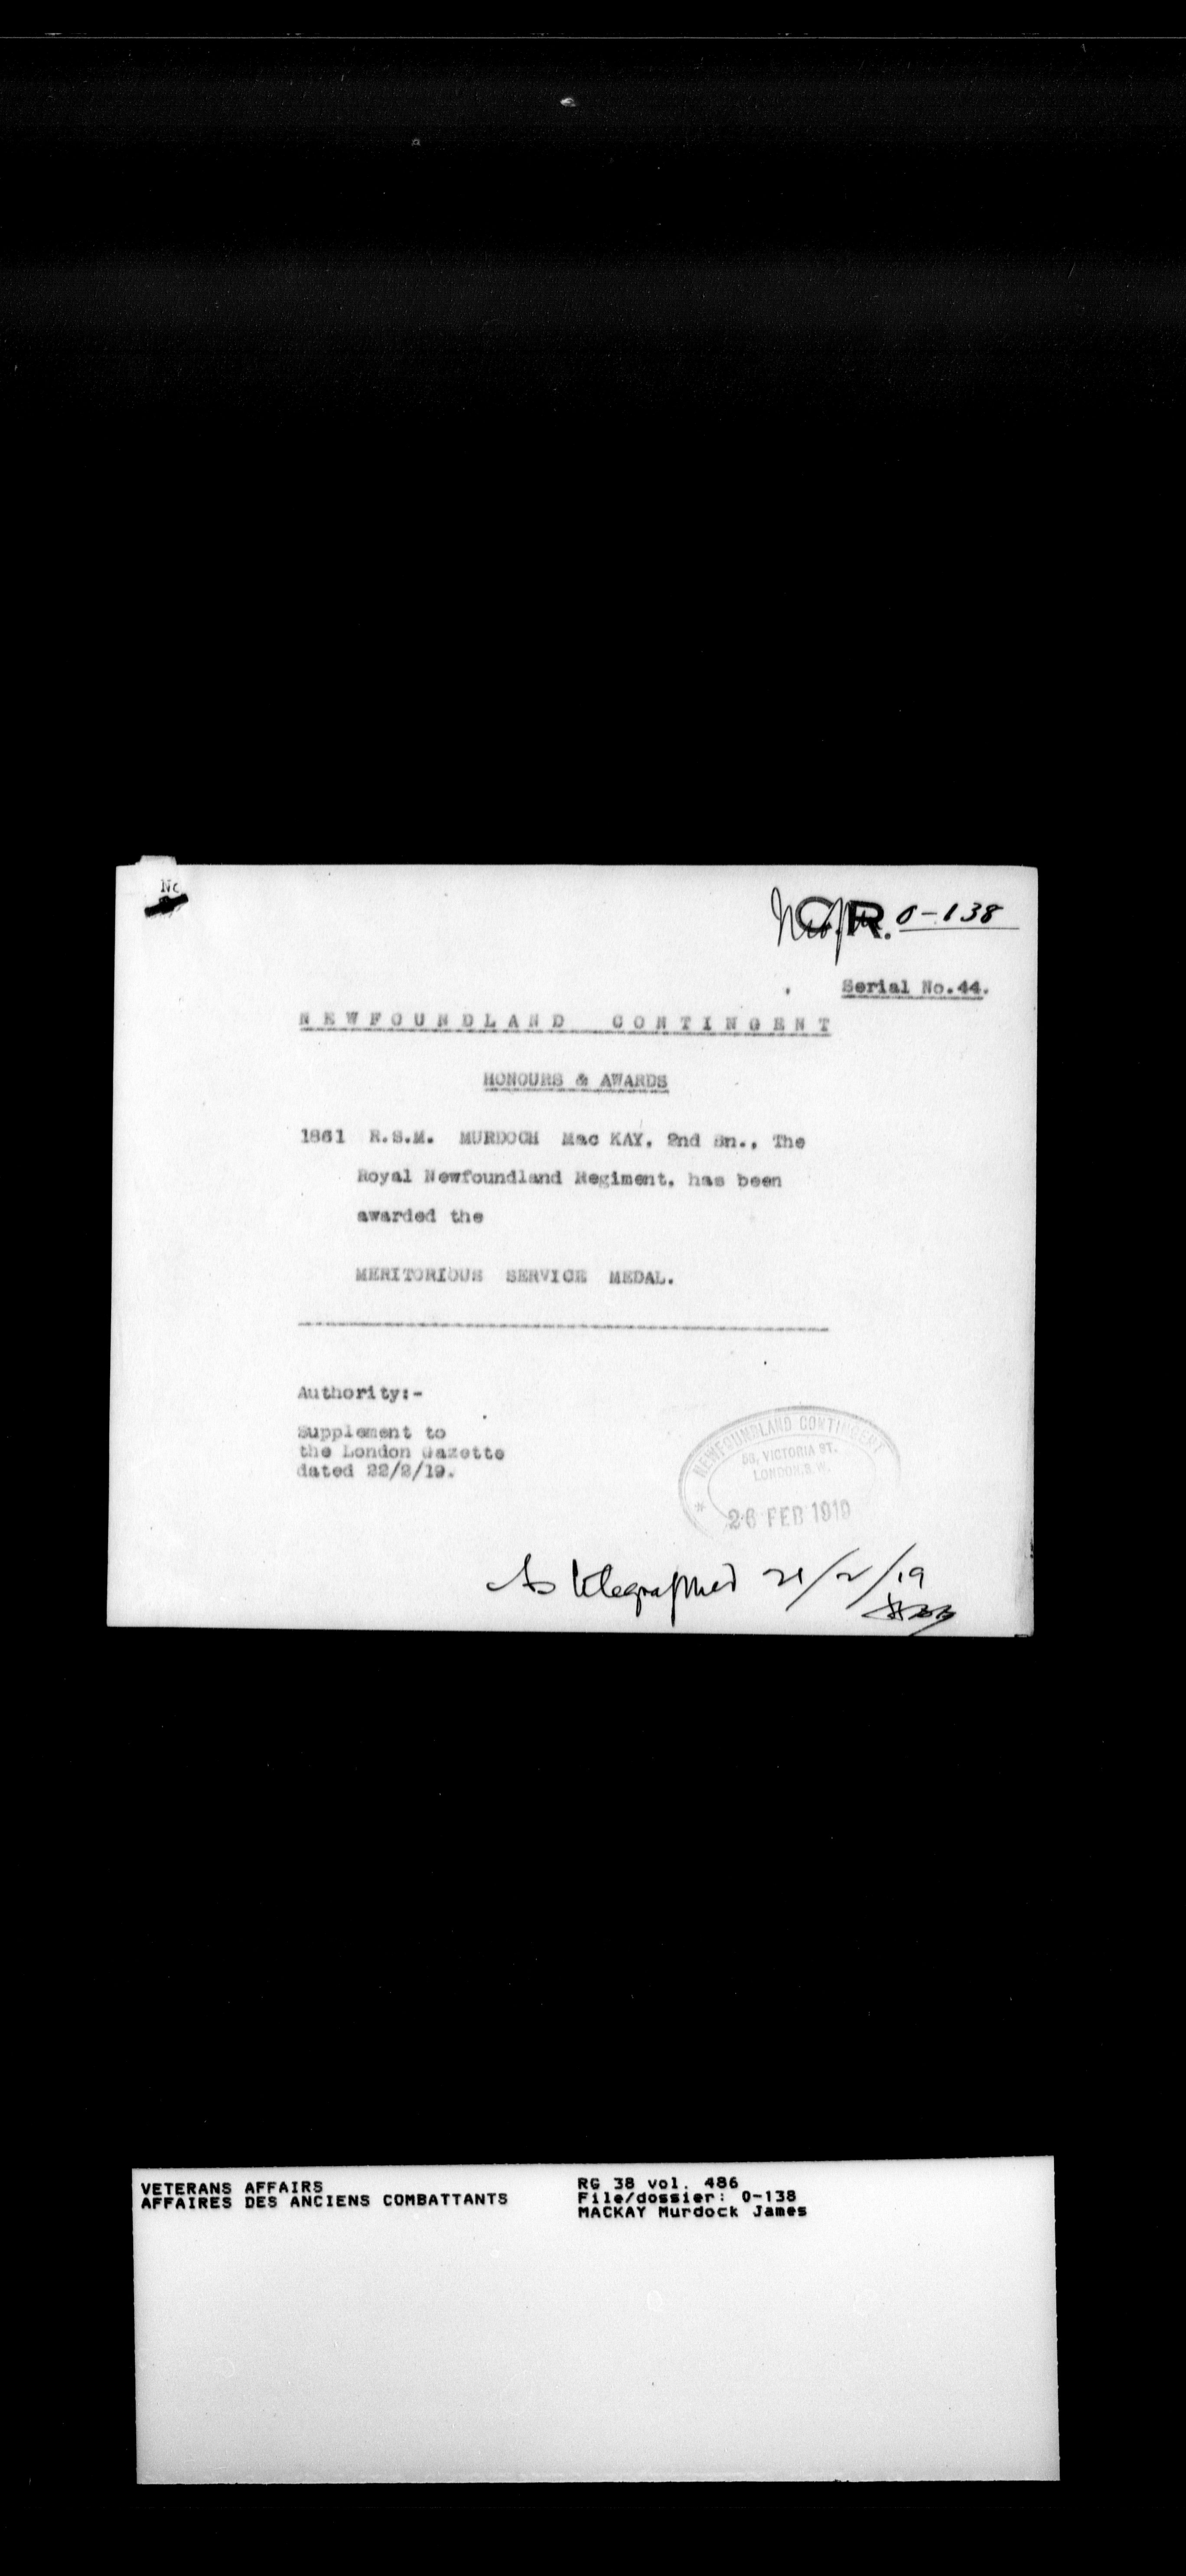 No
C.R. 0-138
Serial No.44.
NEWFOUNDLAND CONTINGENT
HONOURS & AWARDS
1861 R.S.M. MURDOCH Mac KAY, 2nd Bn., The
Royal Newfoundland Regiment, has been
awarded the
MERITORIOUS SERVICE MEDAL.
Authority:-
Supplement to
the London Gazette
dated 22/2/19.
NEWFOUNDLAND CONTINGENT
58, VICTORIA ST.
LONDON, S.W.
26 FEB 1919
As telegraphed 21/2/19
VETERANS AFFAIRS
AFFAIRES DES ANCIENS COMBATTANTS
RG 38 vol. 486
File/dossier: 0-138
MACKAY Murdock James